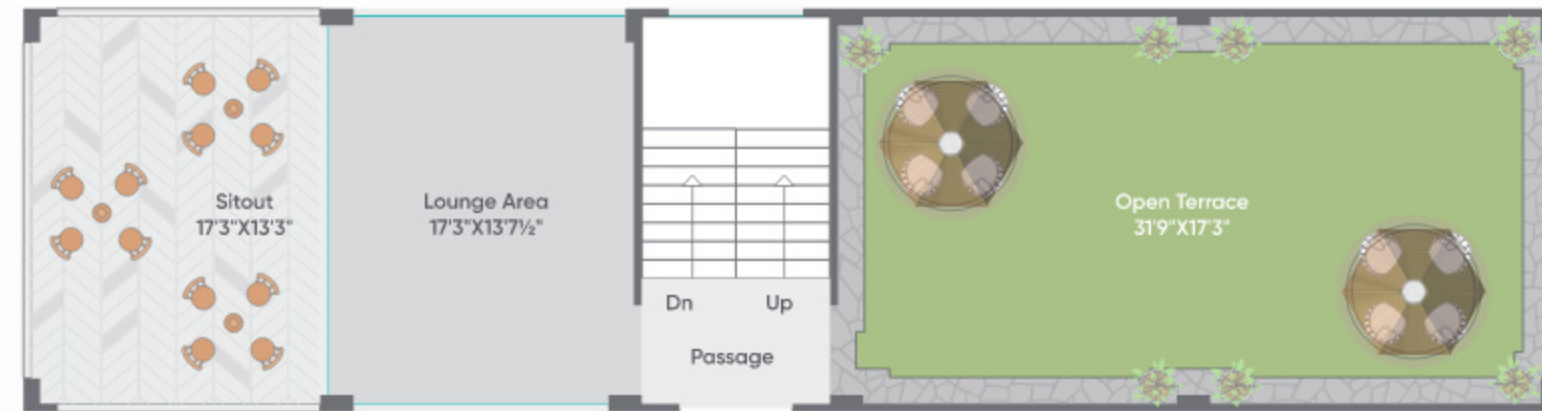 Sitout
17'3"X13'3"
Lounge Area
17'3"X13'7½"
Dn
Up
Passage
Open Terrace
31'9"X17'3"